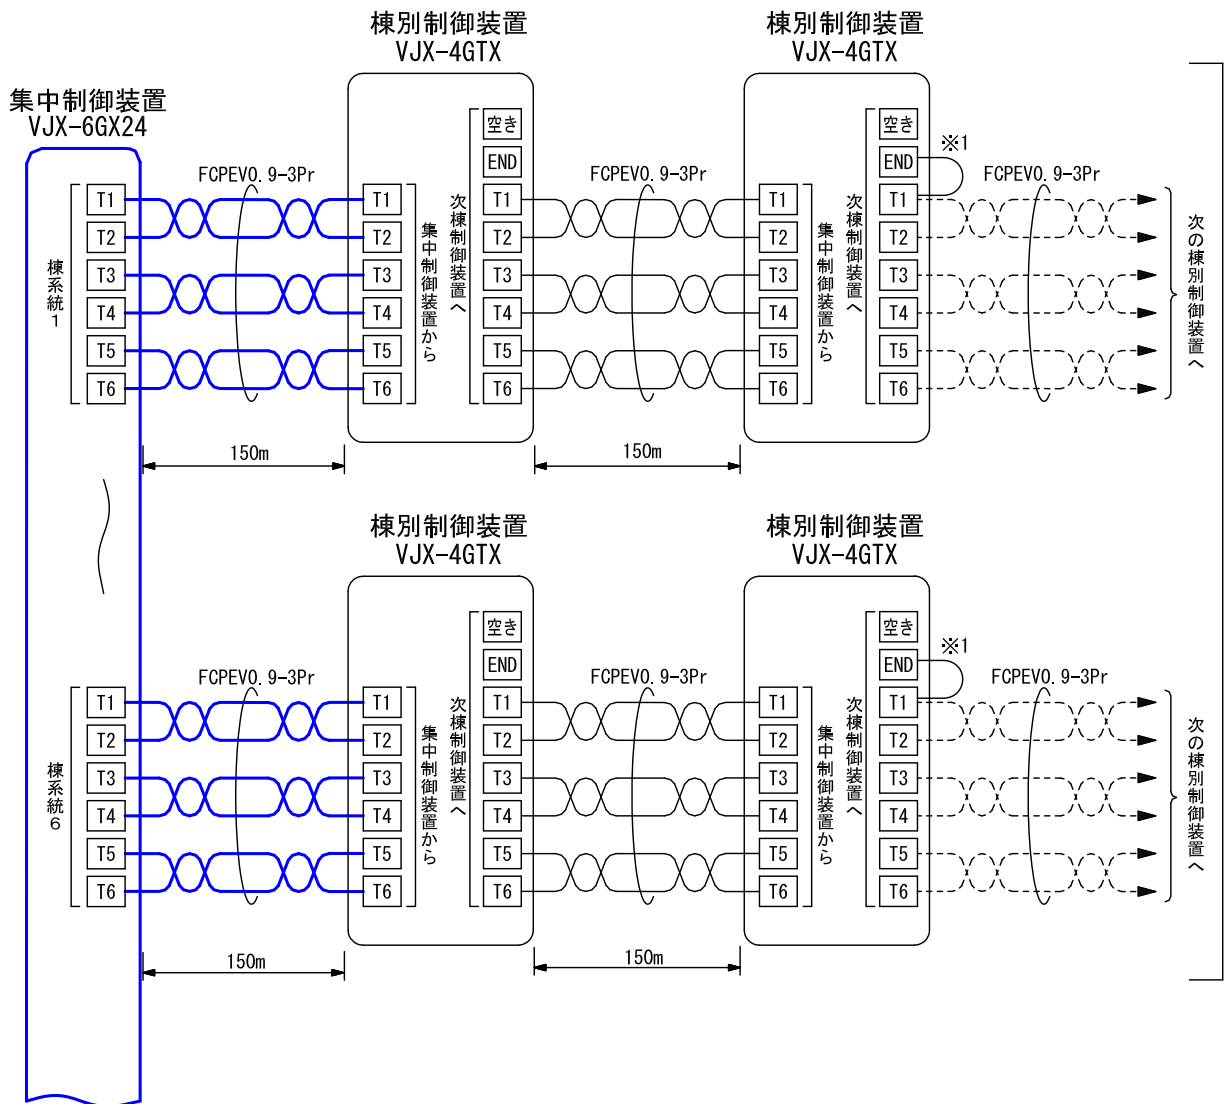 棟別制御装置
VJX-4GTX
棟別制御装置
VJX-4GTX
集中制御装置
VJX-6GX24
空き
END
T1
T2
T3
T4
T5
T6
次棟制御装置へ
空き
END
T1
T2
T3
T4
T5
T6
次棟制御装置へ
※1
FCPEV0.9-3Pr
FCPEV0.9-3Pr
FCPEV0.9-3Pr
棟系統1
T1
T2
T3
T4
T5
T6
T1
T2
T3
T4
T5
T6
集中制御装置から
T1
T2
T3
T4
T5
T6
集中制御装置から
次の棟別制御装置へ
150m
150m
棟別制御装置
VJX-4GTX
棟別制御装置
VJX-4GTX
空き
END
T1
T2
T3
T4
T5
T6
次棟制御装置へ
空き
END
T1
T2
T3
T4
T5
T6
次棟制御装置へ
※1
FCPEV0.9-3Pr
FCPEV0.9-3Pr
FCPEV0.9-3Pr
棟系統6
T1
T2
T3
T4
T5
T6
T1
T2
T3
T4
T5
T6
集中制御装置から
T1
T2
T3
T4
T5
T6
集中制御装置から
次の棟別制御装置へ
150m
150m